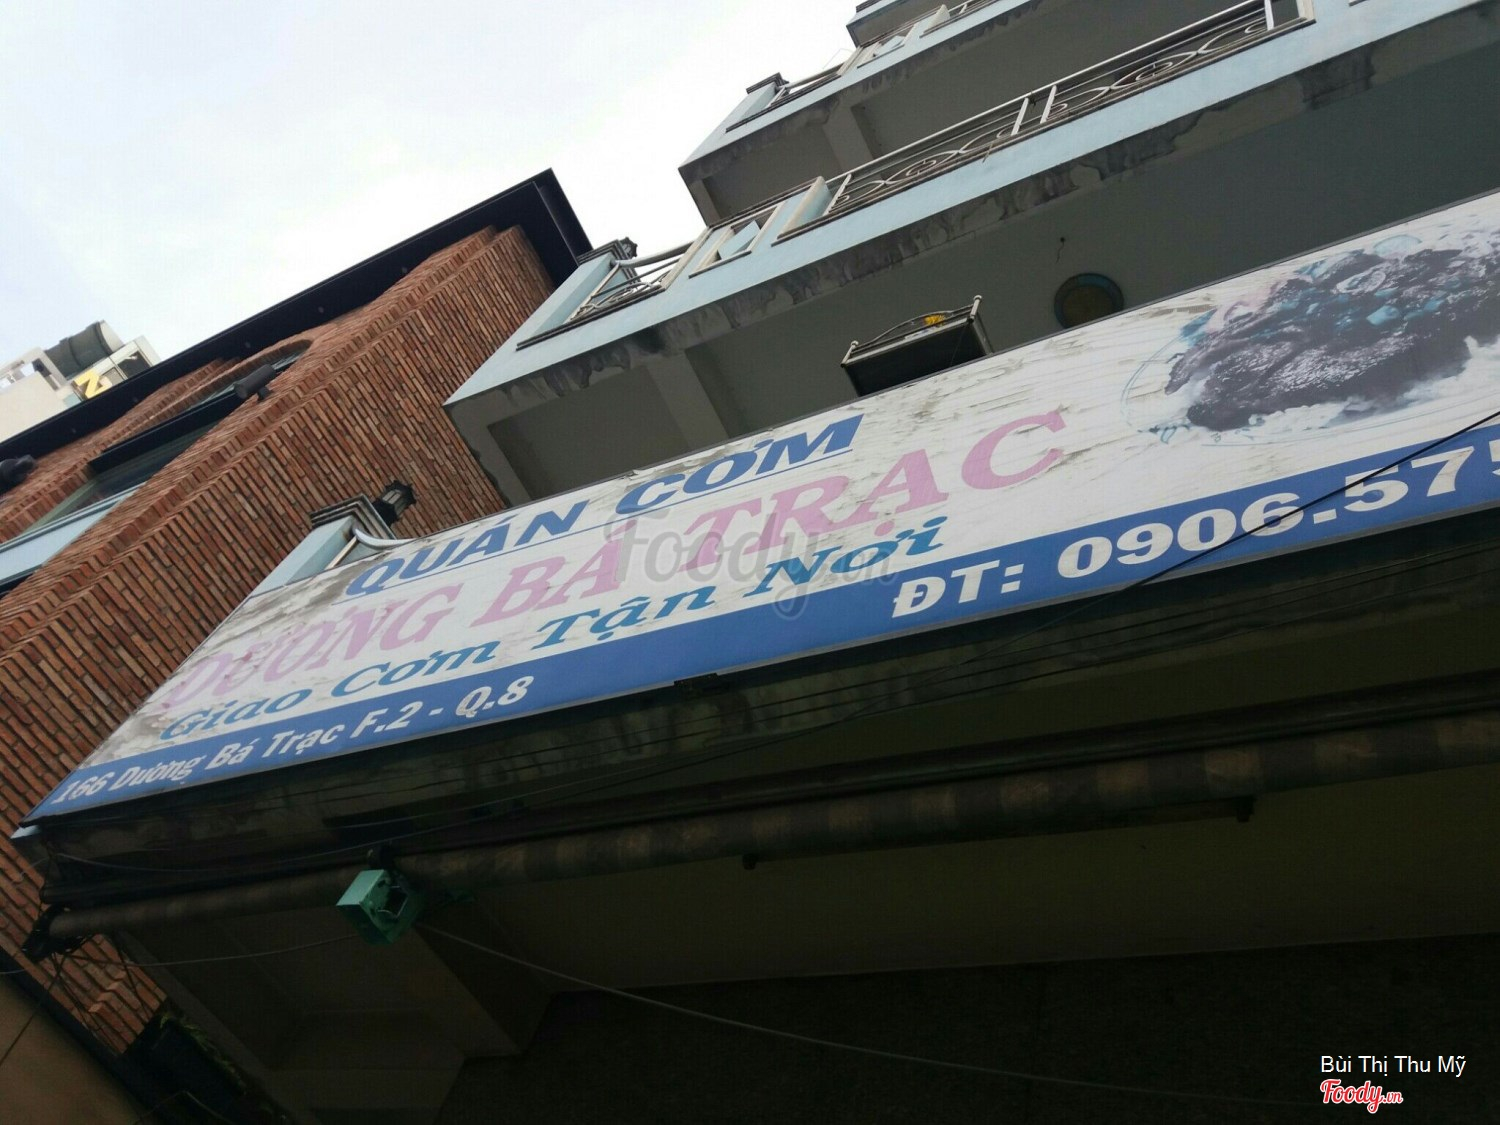 QUÁN CƠM
DƯƠNG BÁ TRẠC
Giao Cơm Tận Nơi
166 Dương Bá Trạc F.2 - Q.8
ĐT: 0906.575
Foody.vn
Bùi Thị Thu Mỹ
Foody.vn